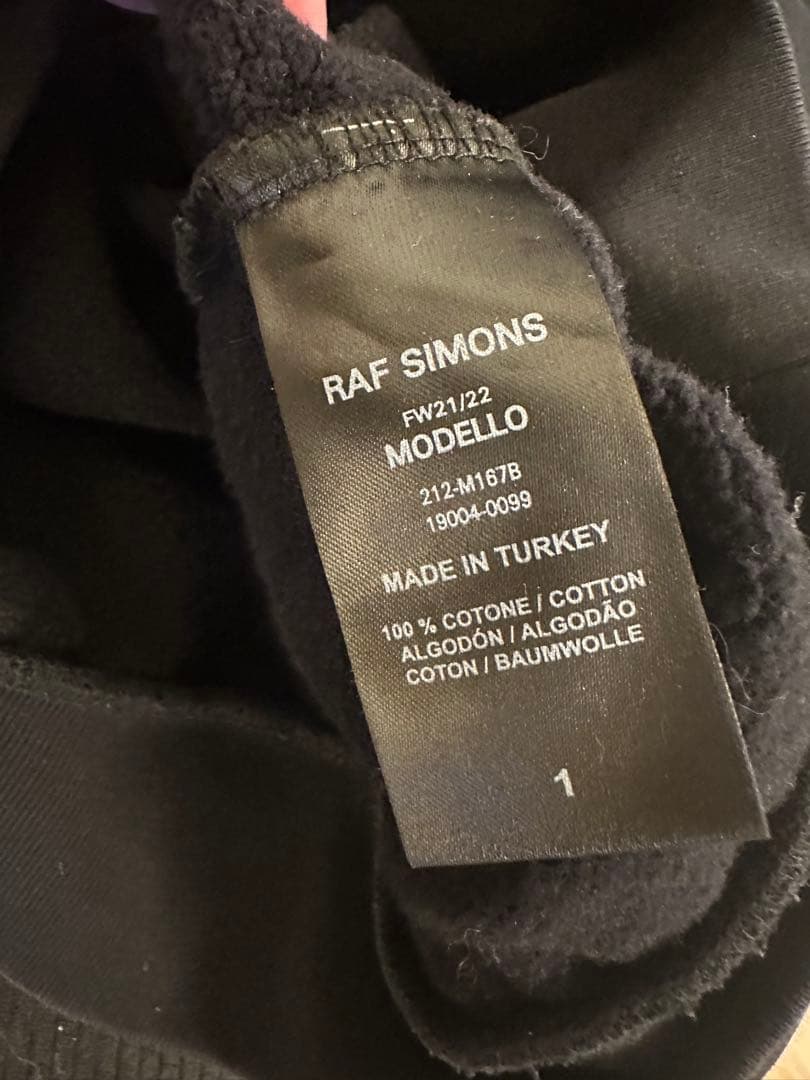 RAF SIMONS
FW21/22
MODELLO
212-M167B
19004-0099
MADE IN TURKEY
100 % COTONE / COTTON
ALGODÓN / ALGODÃO
COTON / BAUMWOLLE
1